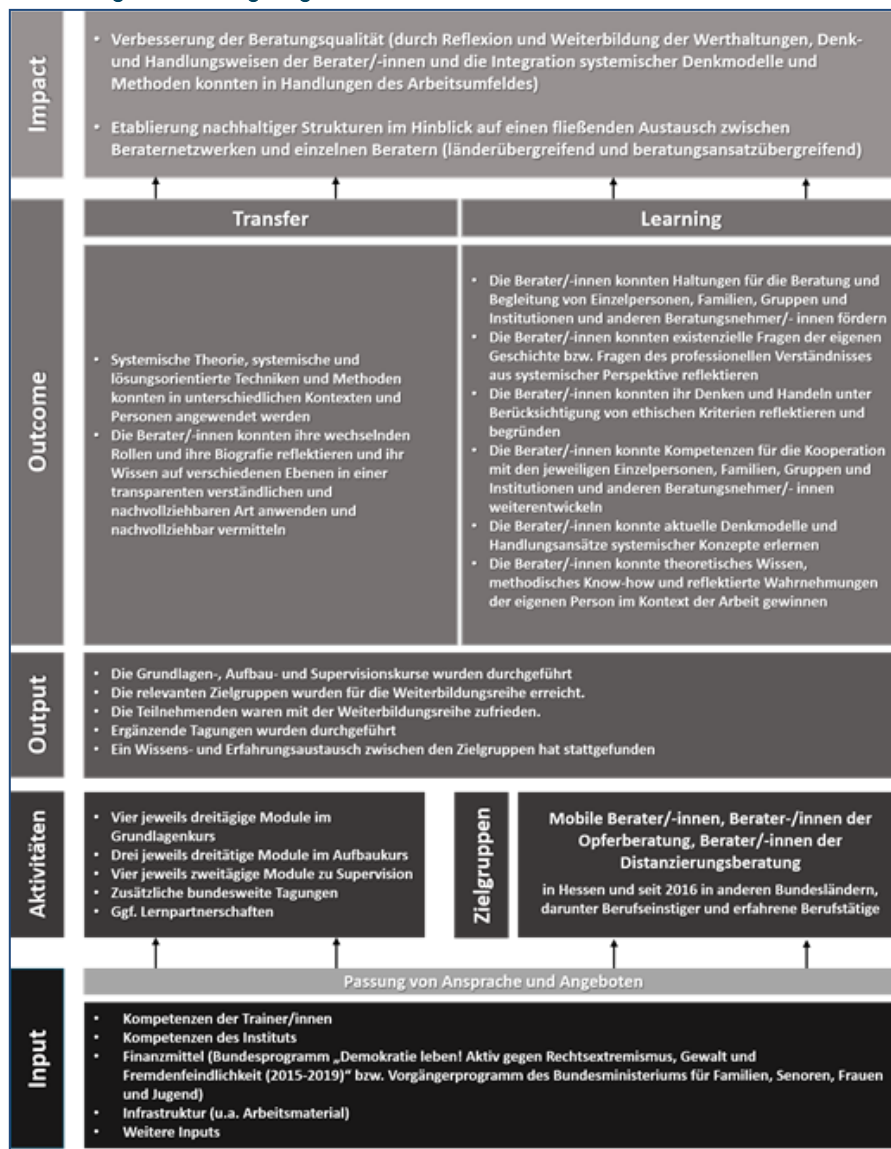 Impact
• Verbesserung der Beratungsqualität (durch Reflexion und Weiterbildung der Werthaltungen, Denk-
und Handlungsweisen der Berater/-innen und die Integration systemischer Denkmodelle und
Methoden konnten in Handlungen des Arbeitsumfeldes)
• Etablierung nachhaltiger Strukturen im Hinblick auf einen fließenden Austausch zwischen
Beraternetzwerken und einzelnen Beratern (länderübergreifend und beratungsansatzübergreifend)
Outcome
Transfer
• Systemische Theorie, systemische und
lösungsorientierte Techniken und Methoden
konnten in unterschiedlichen Kontexten und
Personen angewendet werden
• Die Berater/-innen konnten ihre wechselnden
Rollen und ihre Biografie reflektieren und ihr
Wissen auf verschiedenen Ebenen in einer
transparenten verständlichen und
nachvollziehbaren Art anwenden und
nachvollziehbar vermitteln
Learning
• Die Berater/-innen konnten Haltungen für die Beratung und
Begleitung von Einzelpersonen, Familien, Gruppen und
Institutionen und anderen Beratungsnehmer/- innen fördern
• Die Berater/-innen konnten existenzielle Fragen der eigenen
Geschichte bzw. Fragen des professionellen Verständnisses
aus systemischer Perspektive reflektieren
• Die Berater/-innen konnten ihr Denken und Handeln unter
Berücksichtigung von ethischen Kriterien reflektieren und
begründen
• Die Berater/-innen konnte Kompetenzen für die Kooperation
mit den jeweiligen Einzelpersonen, Familien, Gruppen und
Institutionen und anderen Beratungsnehmer/- innen
weiterentwickeln
• Die Berater/-innen konnte aktuelle Denkmodelle und
Handlungsansätze systemischer Konzepte erlernen
• Die Berater/-innen konnte theoretisches Wissen,
methodisches Know-how und reflektierte Wahrnehmungen
der eigenen Person im Kontext der Arbeit gewinnen
Output
• Die Grundlagen-, Aufbau- und Supervisionskurse wurden durchgeführt
• Die relevanten Zielgruppen wurden für die Weiterbildungsreihe erreicht.
• Die Teilnehmenden waren mit der Weiterbildungsreihe zufrieden.
• Ergänzende Tagungen wurden durchgeführt
• Ein Wissens- und Erfahrungsaustausch zwischen den Zielgruppen hat stattgefunden
Aktivitäten
• Vier jeweils dreitägige Module im
Grundlagenkurs
• Drei jeweils dreitätige Module im Aufbaukurs
• Vier jeweils zweitägige Module zu Supervision
• Zusätzliche bundesweite Tagungen
• Ggf. Lernpartnerschaften
Zielgruppen
Mobile Berater/-innen, Berater-/innen der
Opferberatung, Berater/-innen der
Distanzierungsberatung
in Hessen und seit 2016 in anderen Bundesländern,
darunter Berufseinstiger und erfahrene Berufstätige
Input
Passung von Ansprache und Angeboten
• Kompetenzen der Trainer/innen
• Kompetenzen des Instituts
• Finanzmittel (Bundesprogramm „Demokratie leben! Aktiv gegen Rechtsextremismus, Gewalt und
Fremdenfeindlichkeit (2015-2019)“ bzw. Vorgängerprogramm des Bundesministeriums für Familien, Senoren, Frauen
und Jugend)
• Infrastruktur (u.a. Arbeitsmaterial)
• Weitere Inputs